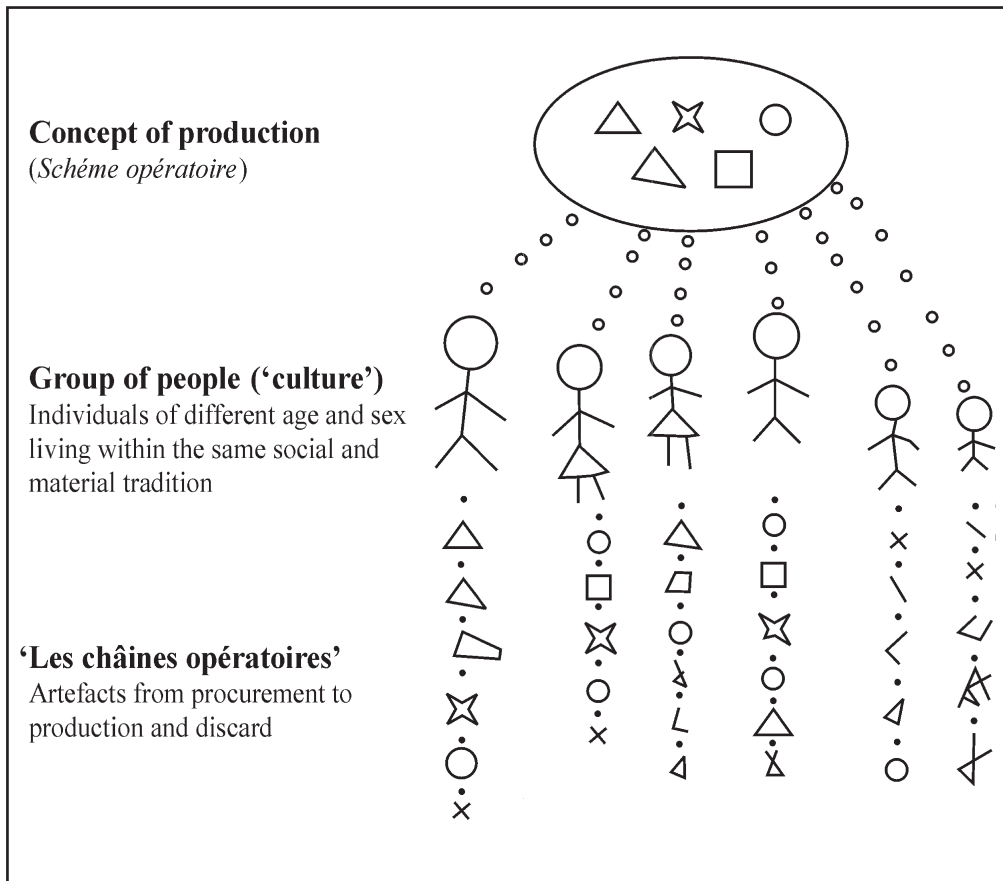 Concept of production
(Schéme opératoire)
Group of people (‘culture’)
Individuals of different age and sex
living within the same social and
material tradition
‘Les châines opératoires’
Artefacts from procurement to
production and discard